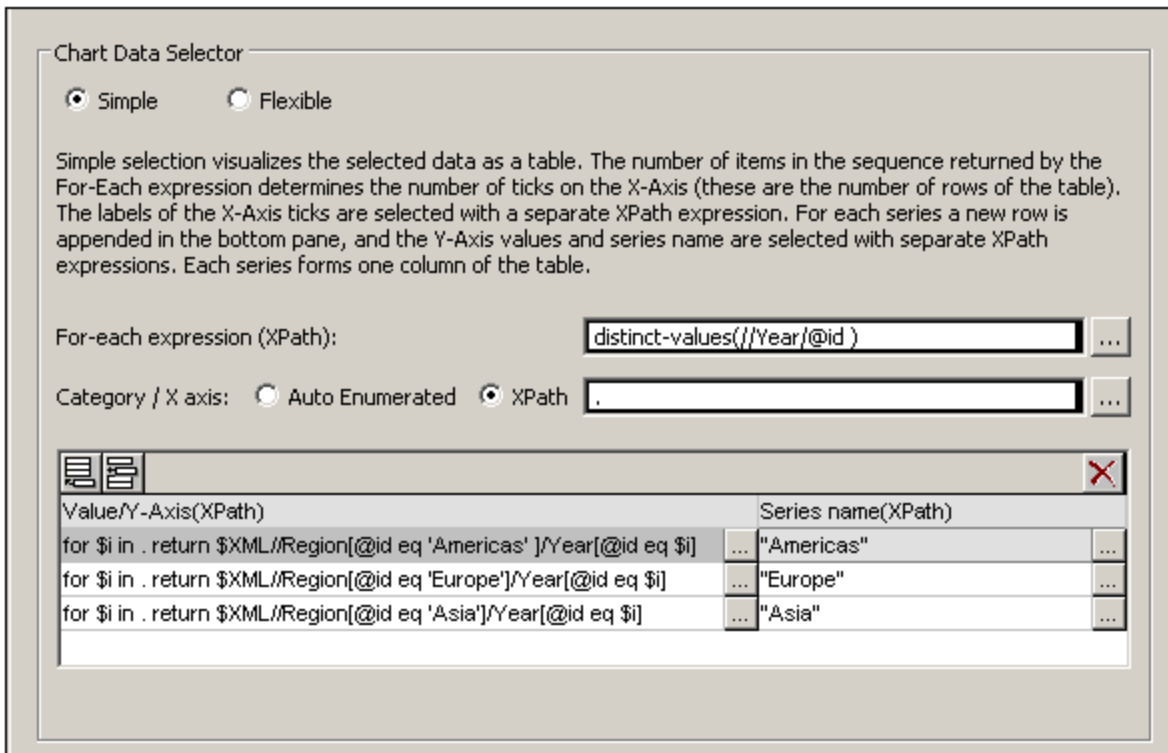 Chart Data Selector
Simple Flexible
Simple selection visualizes the selected data as a table. The number of items in the sequence returned by the
For-Each expression determines the number of ticks on the X-Axis (these are the number of rows of the table).
The labels of the X-Axis ticks are selected with a separate XPath expression. For each series a new row is
appended in the bottom pane, and the Y-Axis values and series name are selected with separate XPath
expressions. Each series forms one column of the table.
For-each expression (XPath): distinct-values(//Year/@id ) ...
Category / X axis: Auto Enumerated XPath . ...
Value/Y-Axis(XPath) Series name(XPath)
for $i in . return $XML//Region[@id eq 'Americas' ]/Year[@id eq $i] ... "Americas" ...
for $i in . return $XML//Region[@id eq 'Europe']/Year[@id eq $i] ... "Europe" ...
for $i in . return $XML//Region[@id eq 'Asia']/Year[@id eq $i] ... "Asia" ...